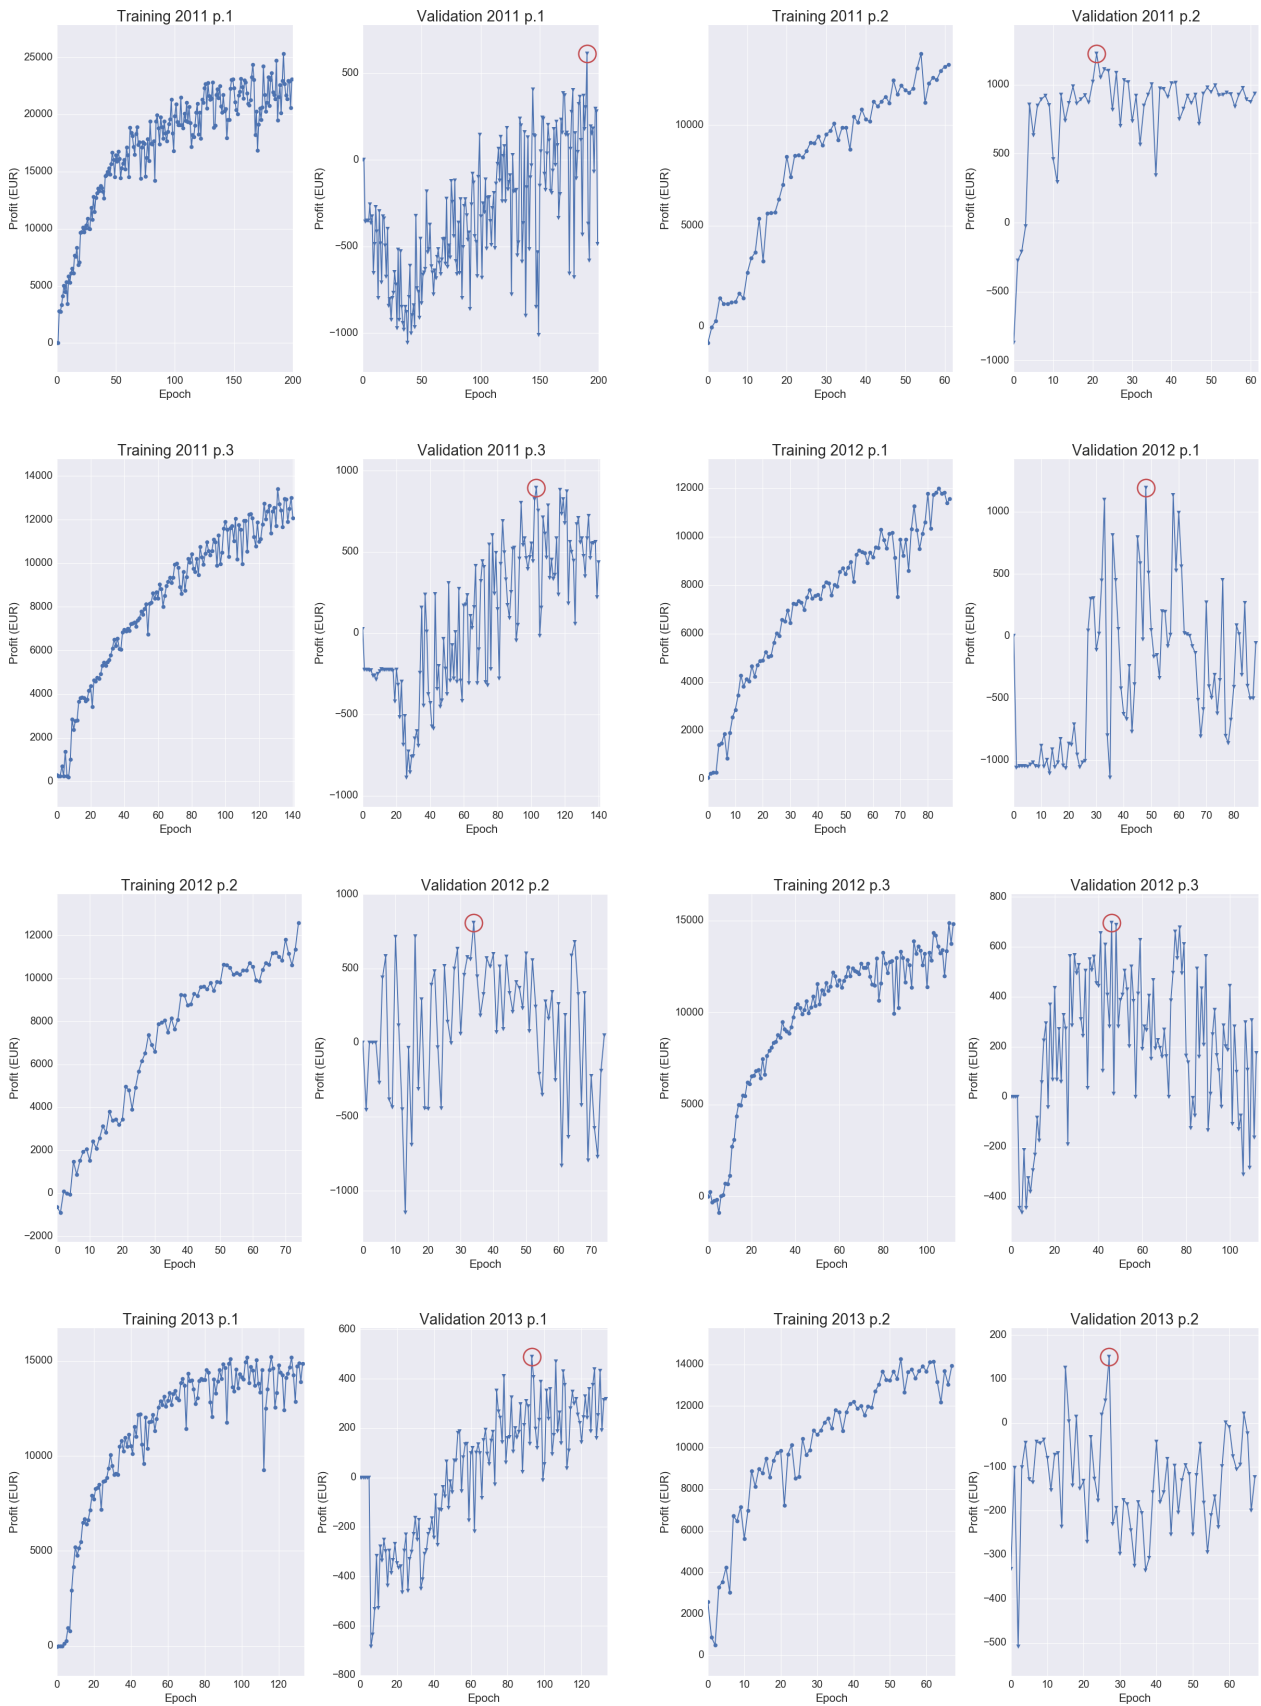 Training 2011 p.1
Validation 2011 p.1
Training 2011 p.2
Validation 2011 p.2
Profit (EUR)
25000
20000
15000
10000
5000
0
0 50 100 150 200
Epoch
Profit (EUR)
500
0
−500
−1000
0 50 100 150 200
Epoch
Profit (EUR)
10000
5000
0
0 10 20 30 40 50 60
Epoch
Profit (EUR)
1000
500
0
−500
−1000
0 10 20 30 40 50 60
Epoch
Training 2011 p.3
Validation 2011 p.3
Training 2012 p.1
Validation 2012 p.1
Profit (EUR)
14000
12000
10000
8000
6000
4000
2000
0
0 20 40 60 80 100 120 140
Epoch
Profit (EUR)
1000
500
0
−500
−1000
0 20 40 60 80 100 120 140
Epoch
Profit (EUR)
12000
10000
8000
6000
4000
2000
0
0 10 20 30 40 50 60 70 80
Epoch
Profit (EUR)
1000
500
0
−500
−1000
0 10 20 30 40 50 60 70 80
Epoch
Training 2012 p.2
Validation 2012 p.2
Training 2012 p.3
Validation 2012 p.3
Profit (EUR)
12000
10000
8000
6000
4000
2000
0
−2000
0 10 20 30 40 50 60 70
Epoch
Profit (EUR)
1000
500
0
−500
−1000
0 10 20 30 40 50 60 70
Epoch
Profit (EUR)
15000
10000
5000
0
0 20 40 60 80 100
Epoch
Profit (EUR)
800
600
400
200
0
−200
−400
0 20 40 60 80 100
Epoch
Training 2013 p.1
Validation 2013 p.1
Training 2013 p.2
Validation 2013 p.2
Profit (EUR)
15000
10000
5000
0
0 20 40 60 80 100 120
Epoch
Profit (EUR)
600
400
200
0
−200
−400
−600
−800
0 20 40 60 80 100 120
Epoch
Profit (EUR)
14000
12000
10000
8000
6000
4000
2000
0
0 10 20 30 40 50 60
Epoch
Profit (EUR)
200
100
0
−100
−200
−300
−400
−500
0 10 20 30 40 50 60
Epoch